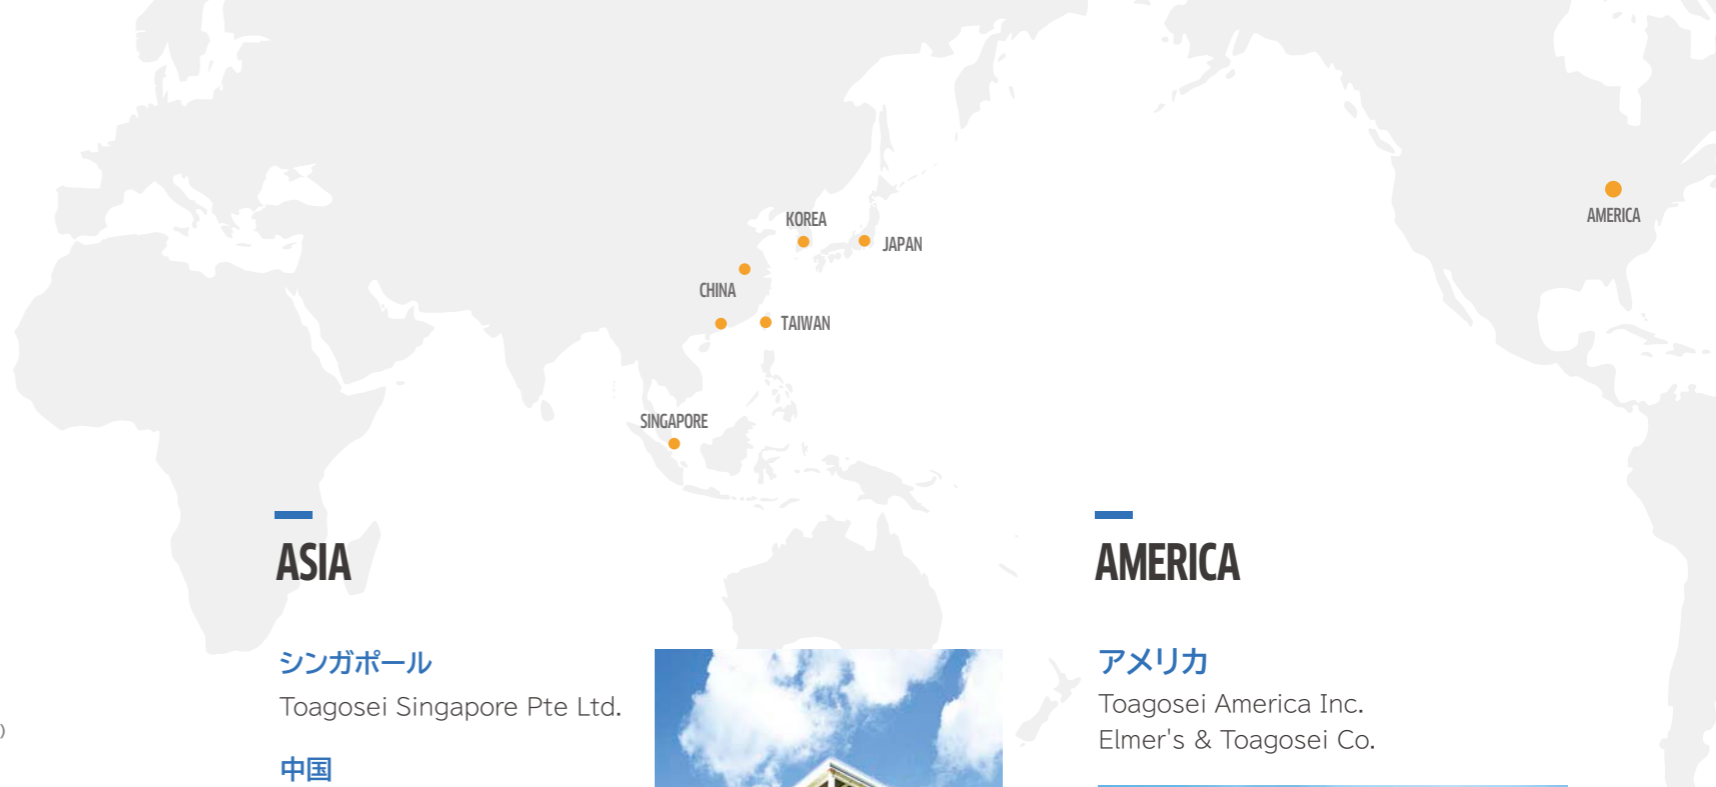 KOREA
JAPAN
AMERICA
CHINA
TAIWAN
SINGAPORE
ASIA
シンガポール
Toagosei Singapore Pte Ltd.
)
中国
AMERICA
アメリカ
Toagosei America Inc.
Elmer's & Toagosei Co.